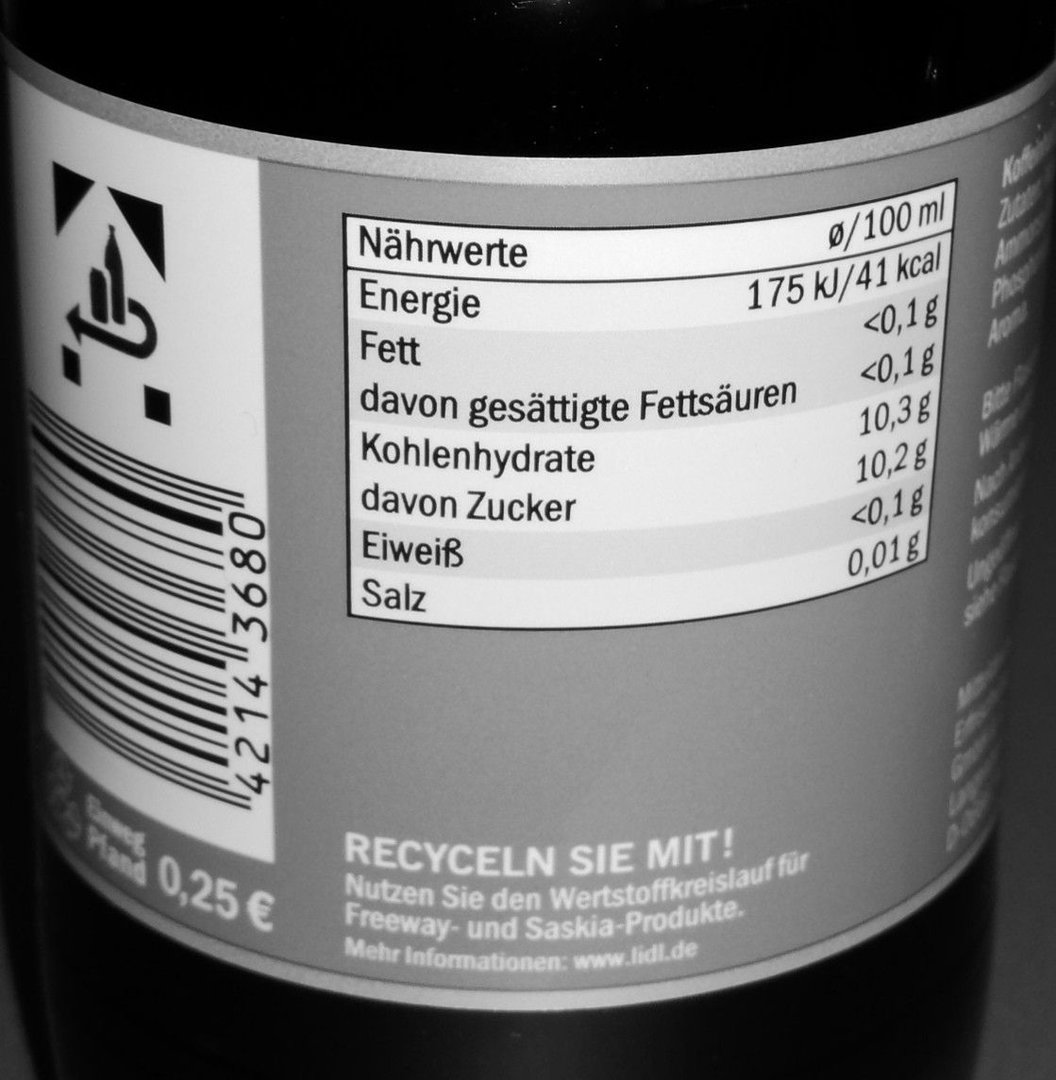 Nährwerte ø/100 ml
Energie 175 kJ/41 kcal
Fett <0,1 g
davon gesättigte Fettsäuren <0,1 g
Kohlenhydrate 10,3 g
davon Zucker 10,2 g
Eiweiß <0,1 g
Salz 0,01 g
4214 3680
Einweg
Pfand 0,25 €
RECYCELN SIE MIT!
Nutzen Sie den Wertstoffkreislauf für
Freeway- und Saskia-Produkte.
Mehr Informationen: www.lidl.de